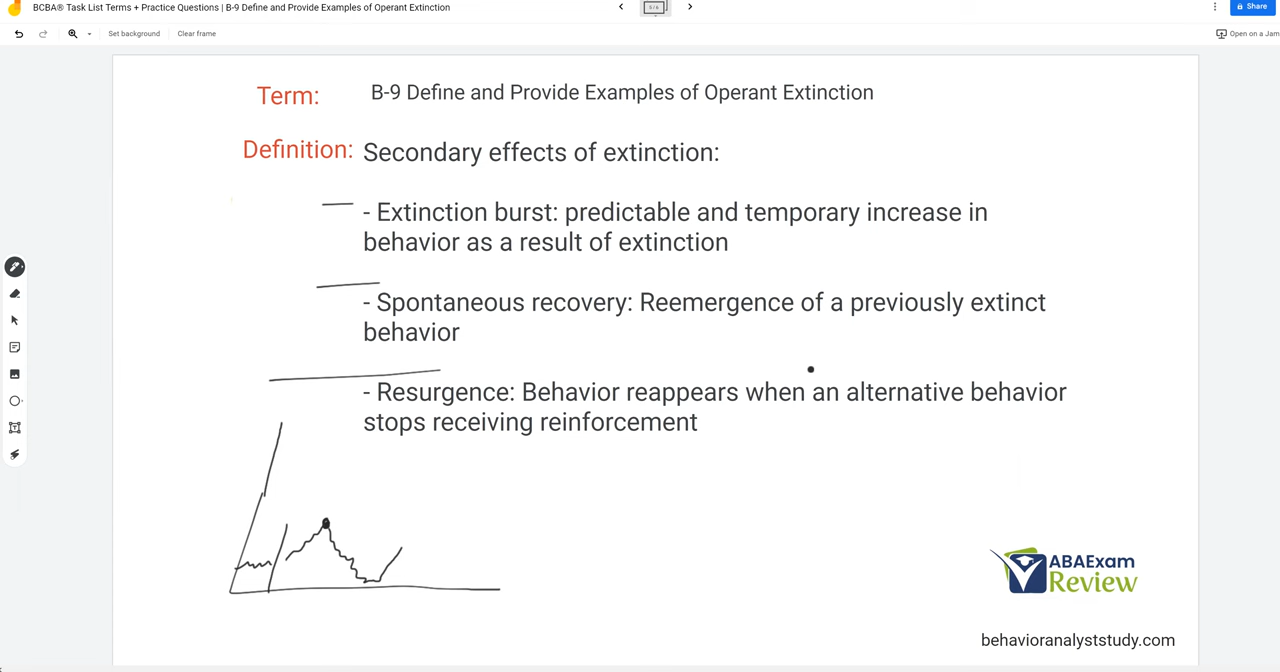 BCBA® Task List Terms + Practice Questions | B-9 Define and Provide Examples of Operant Extinction
5 / 6
Share
Set background
Clear frame
Open on a Jam
Term:
B-9 Define and Provide Examples of Operant Extinction
Definition:
Secondary effects of extinction:
- Extinction burst: predictable and temporary increase in
behavior as a result of extinction
- Spontaneous recovery: Reemergence of a previously extinct
behavior
- Resurgence: Behavior reappears when an alternative behavior
stops receiving reinforcement
ABAExam
Review
behavioranalyststudy.com